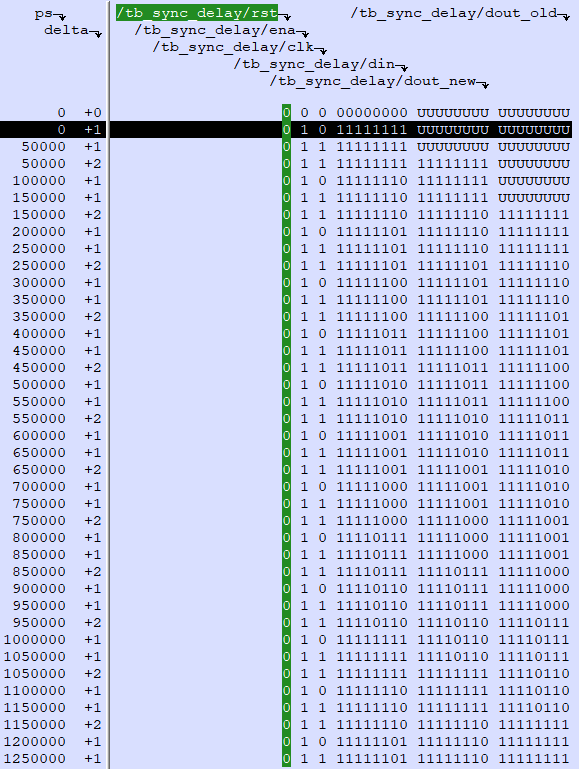 ps /tb_sync_delay/rst /tb_sync_delay/dout_old
delta /tb_sync_delay/ena
/tb_sync_delay/clk
/tb_sync_delay/din
/tb_sync_delay/dout_new
0 +0 0 0 0 00000000 UUUUUUUU UUUUUUUU
0 +1 0 1 0 11111111 UUUUUUUU UUUUUUUU
50000 +1 0 1 1 11111111 UUUUUUUU UUUUUUUU
50000 +2 0 1 1 11111111 11111111 UUUUUUUU
100000 +1 0 1 0 11111110 11111111 UUUUUUUU
150000 +1 0 1 1 11111110 11111111 UUUUUUUU
150000 +2 0 1 1 11111110 11111110 11111111
200000 +1 0 1 0 11111101 11111110 11111111
250000 +1 0 1 1 11111101 11111110 11111111
250000 +2 0 1 1 11111101 11111101 11111110
300000 +1 0 1 0 11111100 11111101 11111110
350000 +1 0 1 1 11111100 11111101 11111110
350000 +2 0 1 1 11111100 11111100 11111101
400000 +1 0 1 0 11111011 11111100 11111101
450000 +1 0 1 1 11111011 11111100 11111101
450000 +2 0 1 1 11111011 11111011 11111100
500000 +1 0 1 0 11111010 11111011 11111100
550000 +1 0 1 1 11111010 11111011 11111100
550000 +2 0 1 1 11111010 11111010 11111011
600000 +1 0 1 0 11111001 11111010 11111011
650000 +1 0 1 1 11111001 11111010 11111011
650000 +2 0 1 1 11111001 11111001 11111010
700000 +1 0 1 0 11111000 11111001 11111010
750000 +1 0 1 1 11111000 11111001 11111010
750000 +2 0 1 1 11111000 11111000 11111001
800000 +1 0 1 0 11110111 11111000 11111001
850000 +1 0 1 1 11110111 11111000 11111001
850000 +2 0 1 1 11110111 11110111 11111000
900000 +1 0 1 0 11110110 11110111 11111000
950000 +1 0 1 1 11110110 11110111 11111000
950000 +2 0 1 1 11110110 11110110 11110111
1000000 +1 0 1 0 11111111 11110110 11110111
1050000 +1 0 1 1 11111111 11110110 11110111
1050000 +2 0 1 1 11111111 11111111 11110110
1100000 +1 0 1 0 11111110 11111111 11110110
1150000 +1 0 1 1 11111110 11111111 11110110
1150000 +2 0 1 1 11111110 11111110 11111111
1200000 +1 0 1 0 11111101 11111110 11111111
1250000 +1 0 1 1 11111101 11111110 11111111